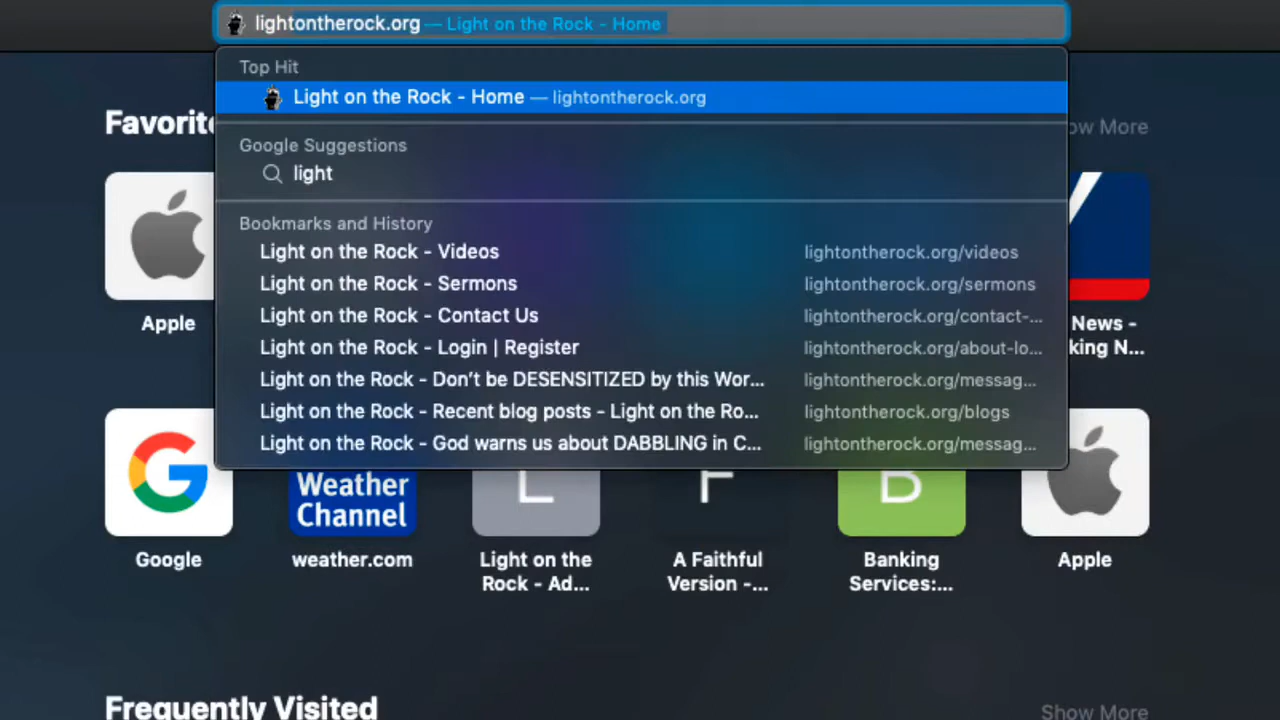 lightontherock.org — Light on the Rock - Home
Top Hit
Light on the Rock - Home — lightontherock.org
Favorit
ow More
Google Suggestions
light
Bookmarks and History
Light on the Rock - Videos lightontherock.org/videos
Light on the Rock - Sermons lightontherock.org/sermons
Light on the Rock - Contact Us lightontherock.org/contact-...
Light on the Rock - Login | Register lightontherock.org/about-lo...
Light on the Rock - Don’t be DESENSITIZED by this Wor... lightontherock.org/messag...
Light on the Rock - Recent blog posts - Light on the Ro... lightontherock.org/blogs
Light on the Rock - God warns us about DABBLING in C... lightontherock.org/messag...
Apple
News -
king N...
Weather
Channel
L
F
B
Google
weather.com
Light on the
Rock - Ad...
A Faithful
Version -...
Banking
Services:...
Apple
Frequently Visited
Show More